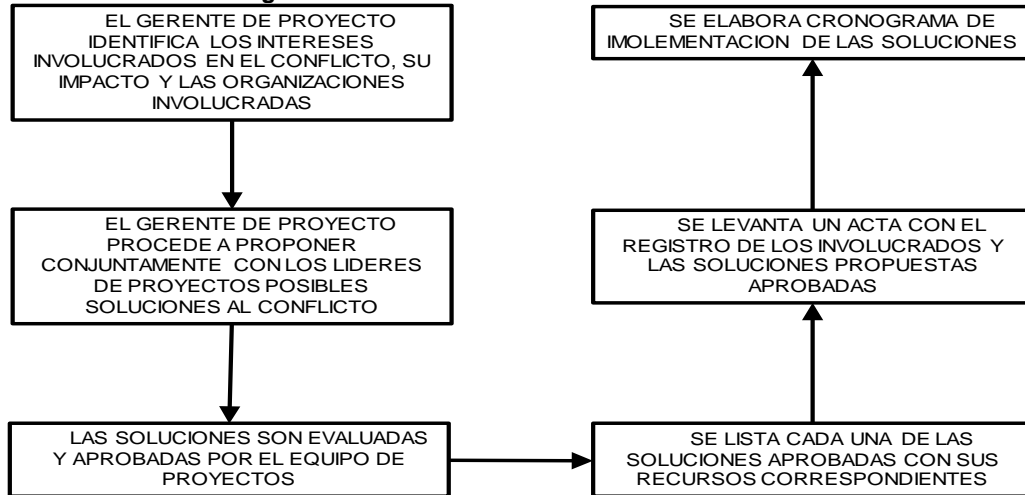 EL GERENTE DE PROYECTO
IDENTIFICA LOS INTERESES
INVOLUCRADOS EN EL CONFLICTO, SU
IMPACTO Y LAS ORGANIZACIONES
INVOLUCRADAS
EL GERENTE DE PROYECTO
PROCEDE A PROPONER
CONJUNTAMENTE CON LOS LIDERES
DE PROYECTOS POSIBLES
SOLUCIONES AL CONFLICTO
LAS SOLUCIONES SON EVALUADAS
Y APROBADAS POR EL EQUIPO DE
PROYECTOS
SE LISTA CADA UNA DE LAS
SOLUCIONES APROBADAS CON SUS
RECURSOS CORRESPONDIENTES
SE LEVANTA UN ACTA CON EL
REGISTRO DE LOS INVOLUCRADOS Y
LAS SOLUCIONES PROPUESTAS
APROBADAS
SE ELABORA CRONOGRAMA DE
IMOLEMENTACION DE LAS SOLUCIONES